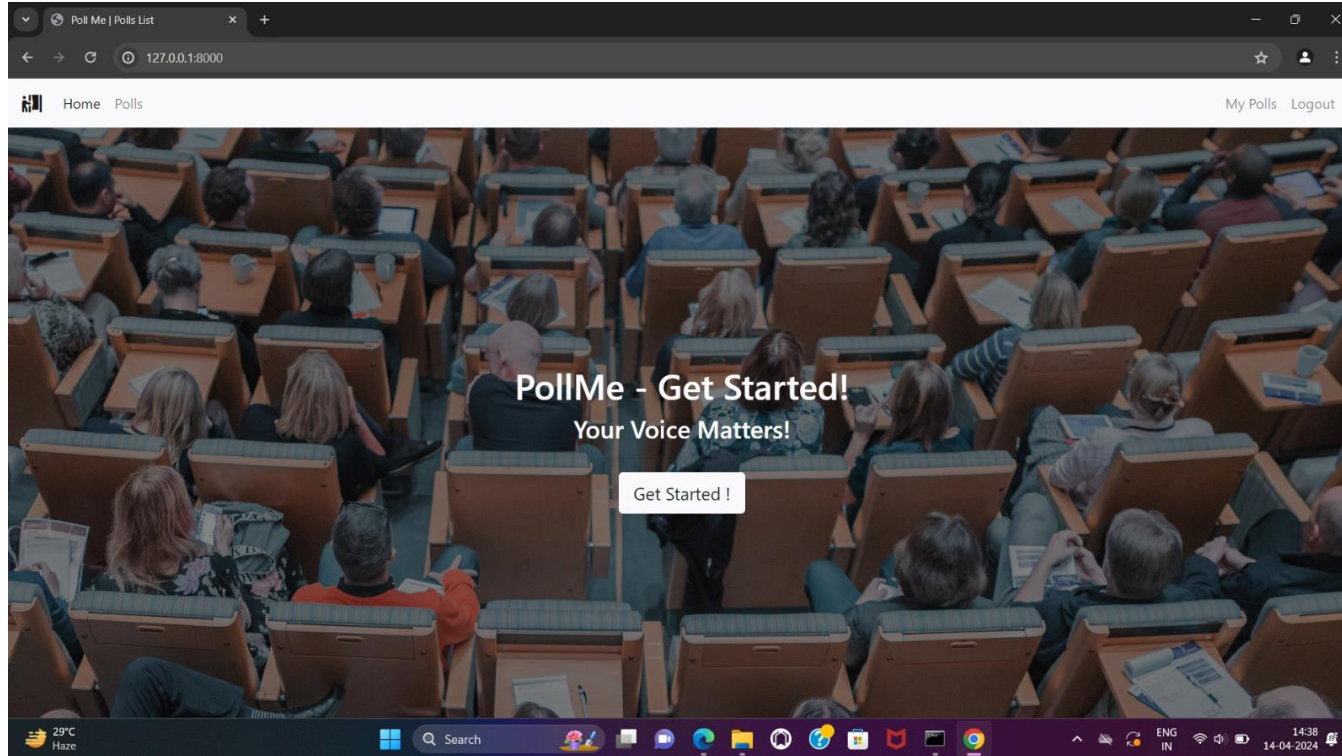 Poll Me | Polls List
127.0.0.1:8000
Home Polls My Polls Logout
PollMe - Get Started!
Your Voice Matters!
Get Started !
29°C
Haze
Search
ENG
IN
14:38
14-04-2024